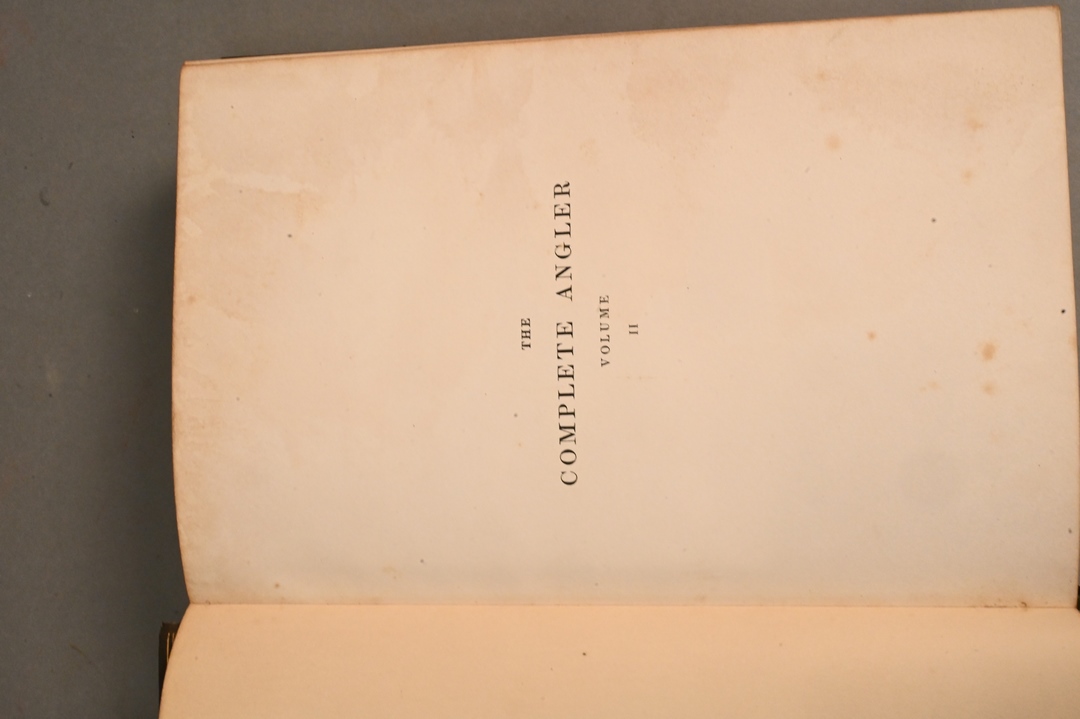 THE
COMPLETE ANGLER
VOLUME
II